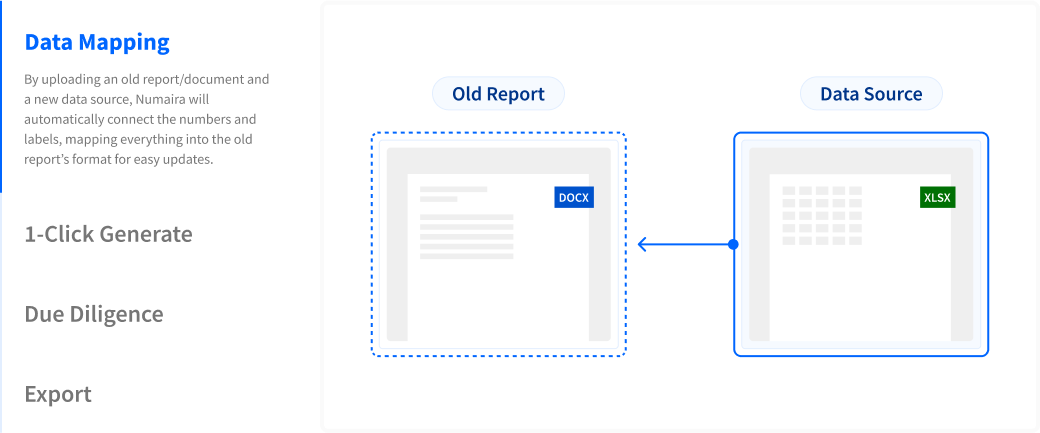 Data Mapping
By uploading an old report/document and
a new data source, Numaira will
automatically connect the numbers and
labels, mapping everything into the old
report's format for easy updates.
1-Click Generate
Due Diligence
Export
Old Report
Data Source
DOCX
XLSX